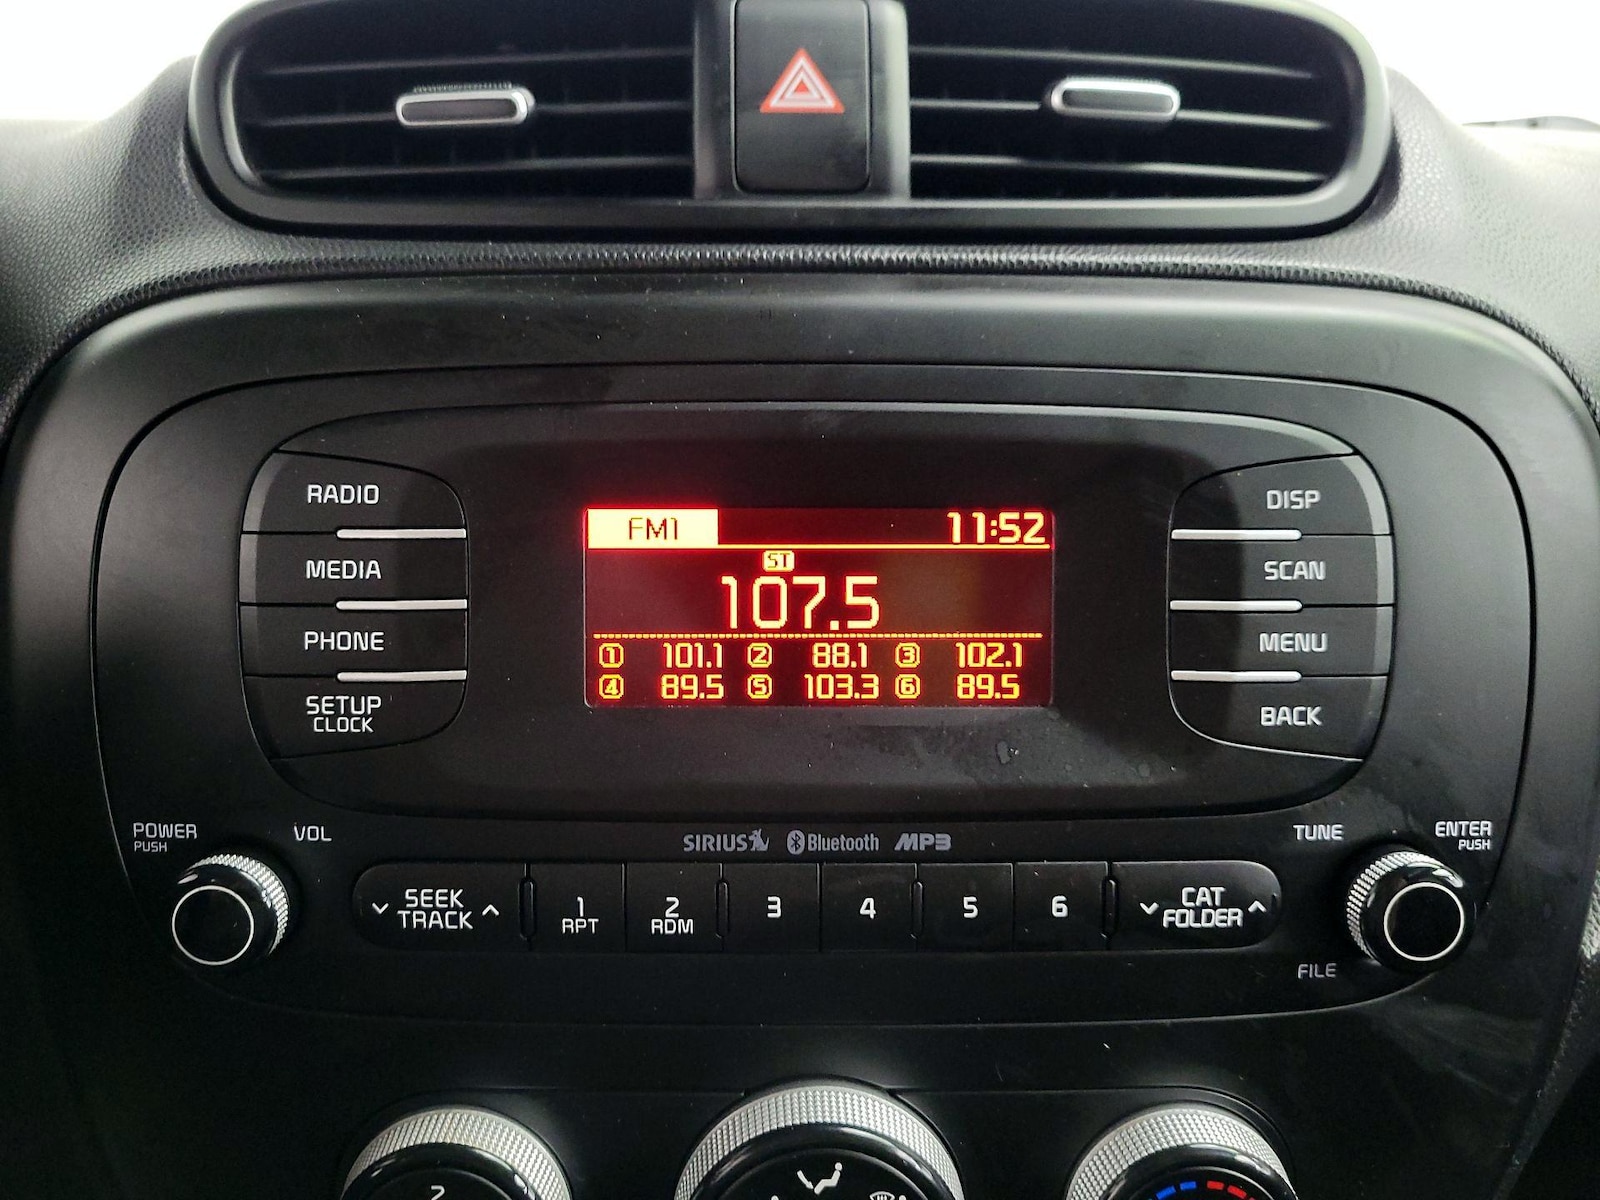 RADIO
MEDIA
PHONE
SETUP
CLOCK
FM1 11:52
ST
107.5
1 101.1 2 88.1 3 102.1
4 89.5 5 103.3 6 89.5
DISP
SCAN
MENU
BACK
POWER
PUSH
VOL
SIRIUS Bluetooth MP3
TUNE
ENTER
PUSH
SEEK
TRACK
1
RPT
2
RDM
3
4
5
6
CAT
FOLDER
FILE
2